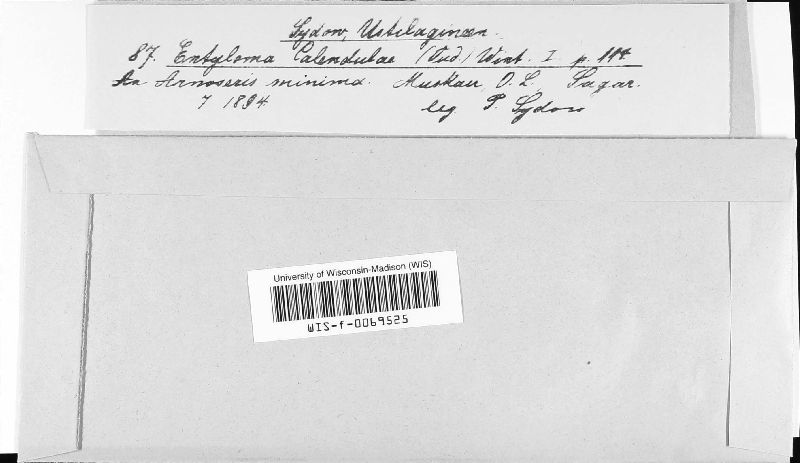 Sydow, Ustilagineen.
87. Entyloma Calendulae (Oud.) Wint. I p. 114
An Arnoseris minima. Muskau, O. L., Sagar.
7 1894 leg. P. Sydow
University of Wisconsin-Madison (WIS)
WIS-f-0069525